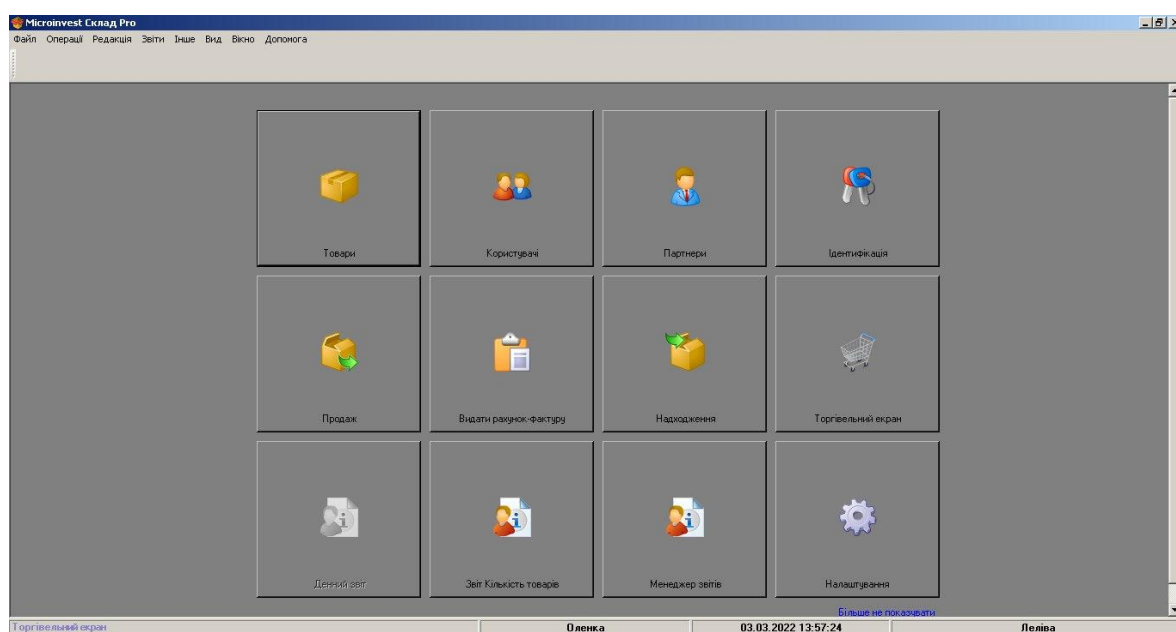 Microinvest Склад Pro
Файл Операції Редакція Звіти Інше Вид Вікно Допомога
Товари Користувачі Партнери Ідентифікація
Продаж Видати рахунок-фактуру Надходження Торгівельний екран
Денний звіт Звіт Кількість товарів Менеджер звітів Налаштування
Більше не показувати
Торгівельний екран Оленка 03.03.2022 13:57:24 Леліва